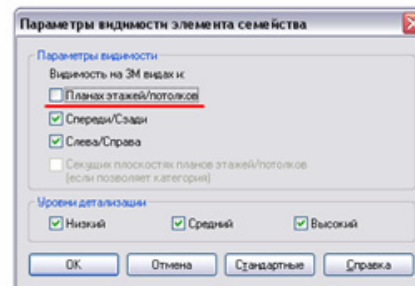 Параметры видимости элемента семейства
Параметры видимости
Видимость на 3М видах и:
Планах этажей/потолков
Спереди/Сзади
Слева/Справа
Секущих плоскостях планов этажей/потолков
(если позволяет категория)
Уровни детализации
Низкий Средний Высокий
OK Отмена Стандартные Справка